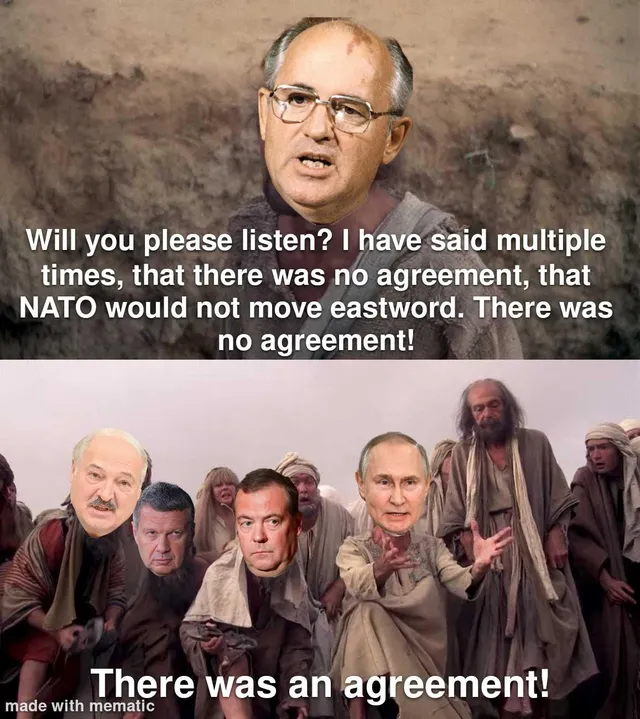 Will you please listen? I have said multiple
times, that there was no agreement, that
NATO would not move eastword. There was
no agreement!
There was an agreement!
made with mematic